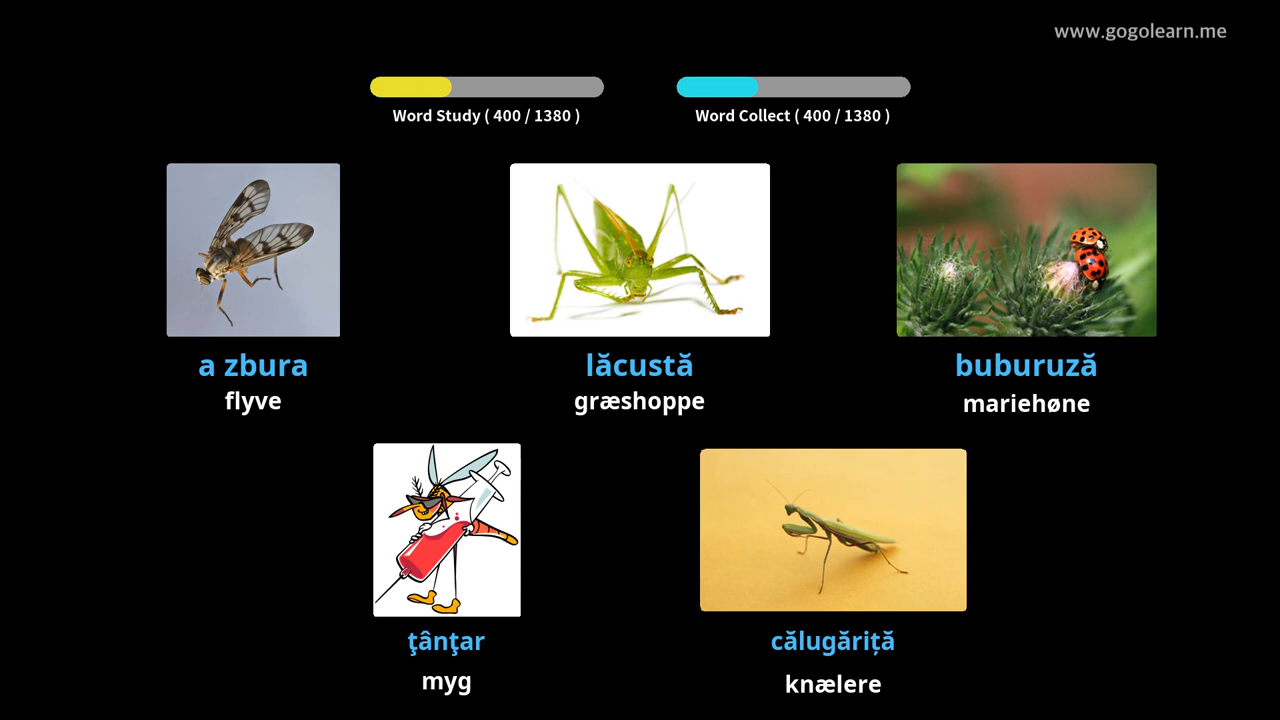 www.gogolearn.me
Word Study ( 400 / 1380 )
Word Collect ( 400 / 1380 )
a zbura
flyve
lăcustă
græshoppe
buburuză
mariehøne
ţânţar
myg
călugăriță
knælere